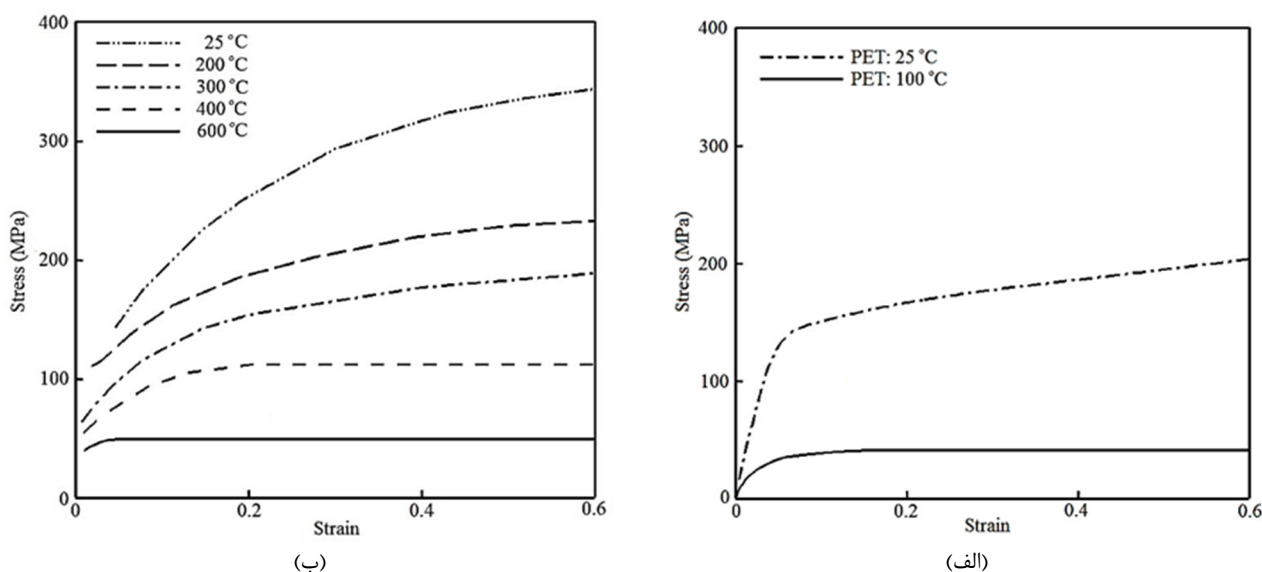 400
300
200
100
0
Stress (MPa)
25 °C
200 °C
300 °C
400 °C
600 °C
0
0.2
0.4
0.6
Strain
(ب)
400
300
200
100
0
Stress (MPa)
PET: 25 °C
PET: 100 °C
0
0.2
0.4
0.6
Strain
(الف)